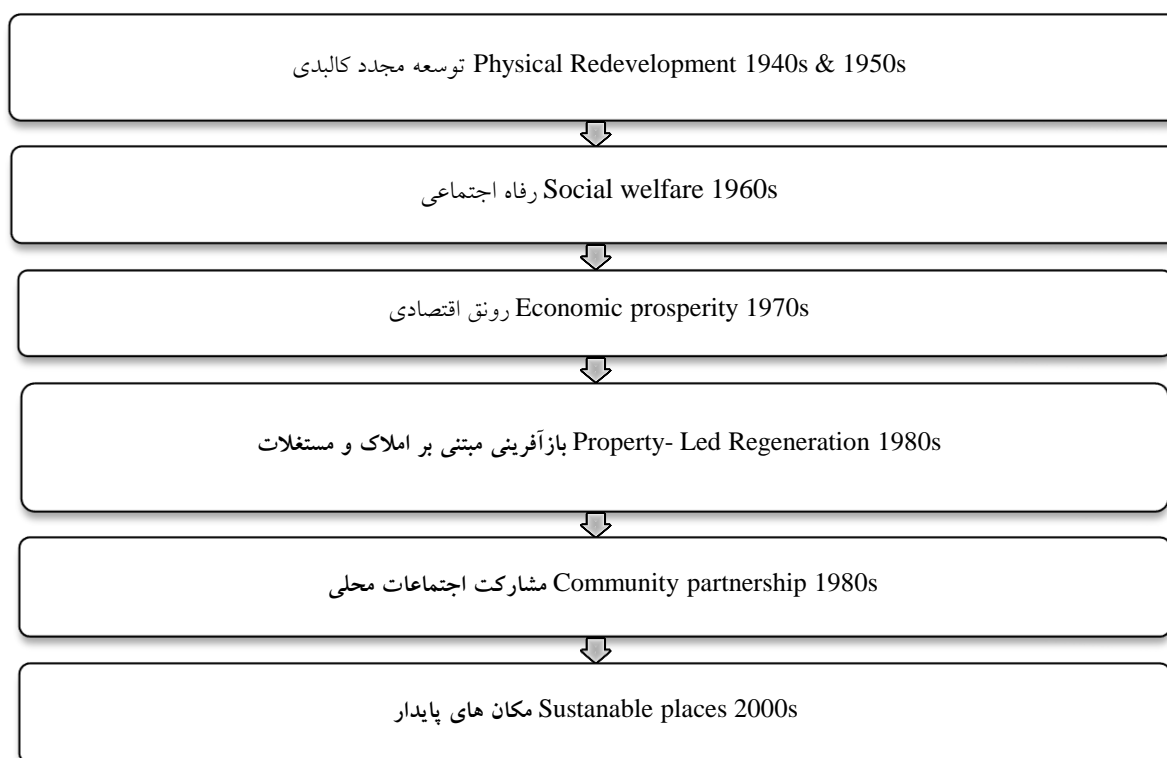 توسعه مجدد کالبدی Physical Redevelopment 1940s & 1950s
رفاه اجتماعی Social welfare 1960s
رونق اقتصادی Economic prosperity 1970s
بازآفرینی مبتنی بر املاک و مستغلات Property- Led Regeneration 1980s
مشارکت اجتماعات محلی Community partnership 1980s
مکان های پایدار Sustanable places 2000s